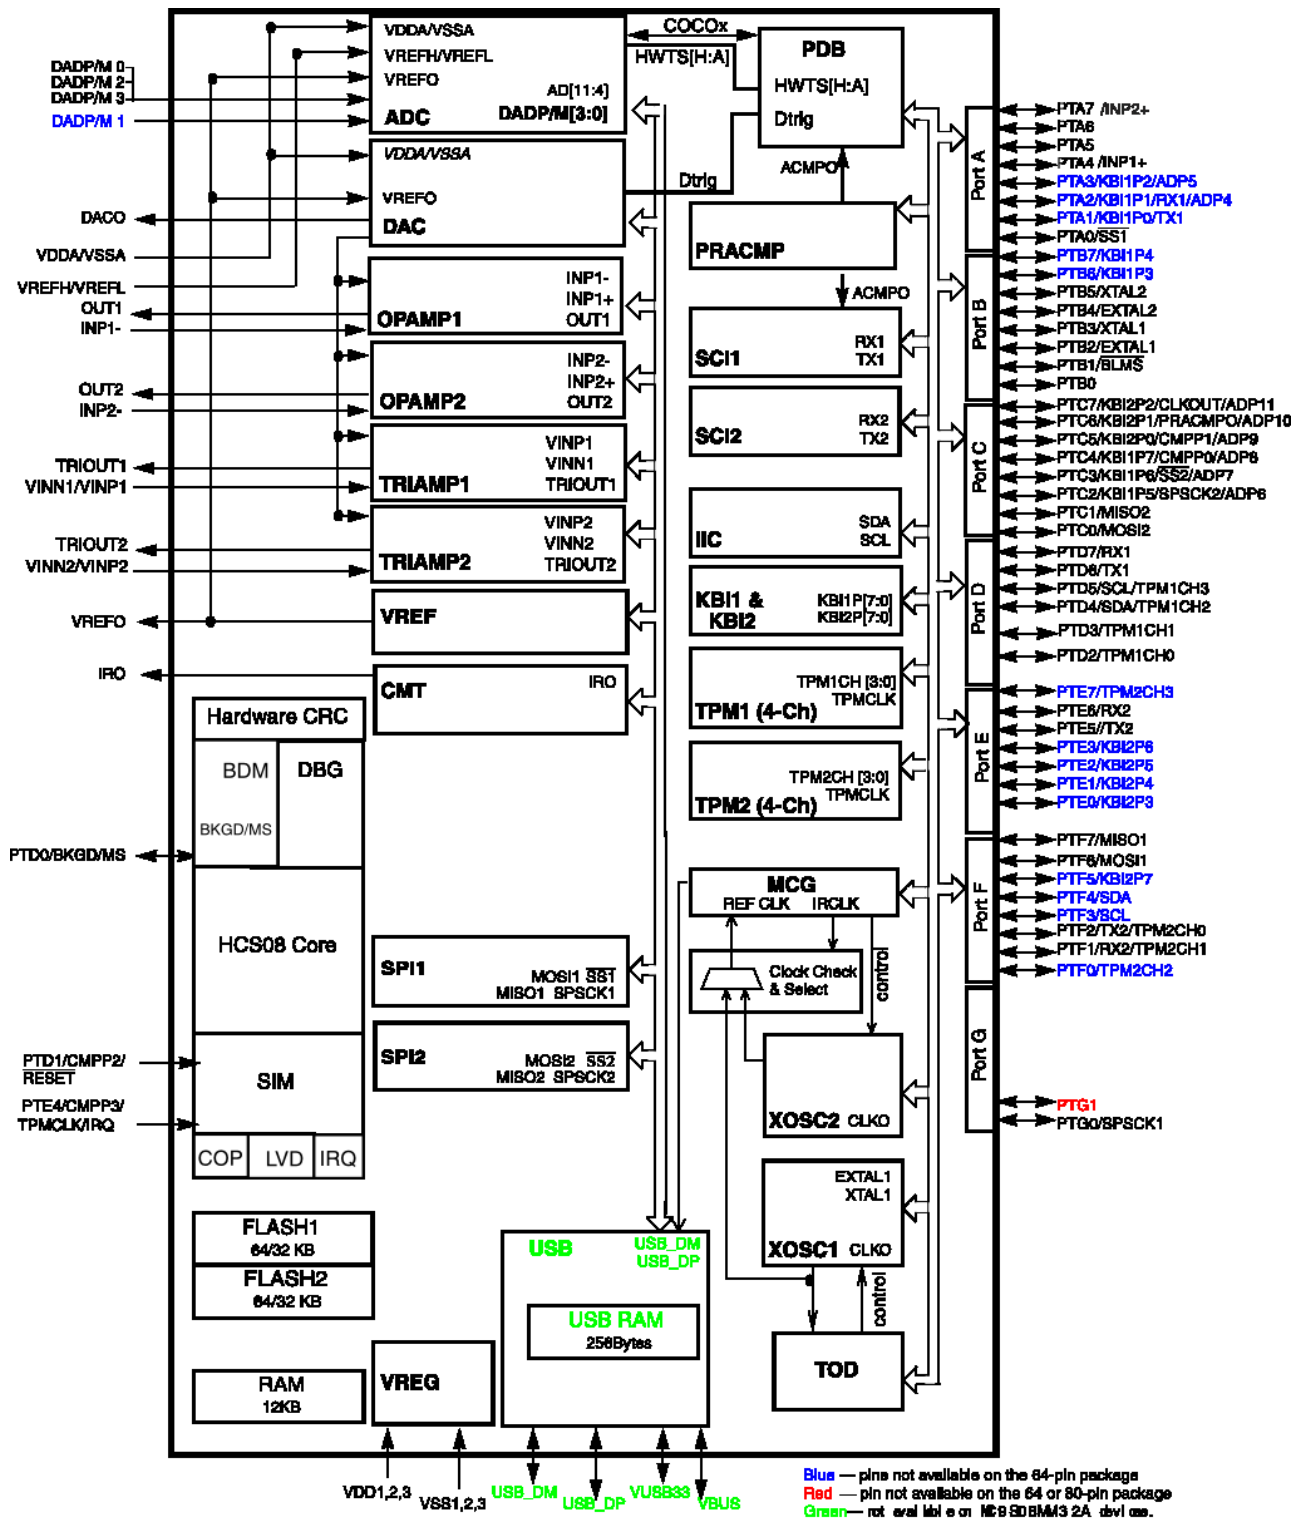 VDDA/VSSA
VREFH/VREFL
VREFO
AD[11:4]
DADP/M[3:0]
ADC
COCOx
HWTS[H:A]
PDB
HWTS[H:A]
Dtrig
DADP/M 0
DADP/M 2
DADP/M 3
DADP/M 1
VDDA/VSSA
VREFO
DAC
Dtrig
ACMPO
PRACMP
ACMPO
DACO
VDDA/VSSA
VREFH/VREFL
OUT1
INP1-
OUT2
INP2-
TRIOUT1
VINN1/VINP1
TRIOUT2
VINN2/VINP2
VREFO
IRO
INP1-
INP1+
OUT1
OPAMP1
INP2-
INP2+
OUT2
OPAMP2
VINP1
VINN1
TRIOUT1
TRIAMP1
VINP2
VINN2
TRIOUT2
TRIAMP2
VREF
CMT
IRO
RX1
TX1
SCI1
RX2
TX2
SCI2
SDA
SCL
IIC
KBI1 &
KBI2
KBI1P[7:0]
KBI2P[7:0]
TPM1CH [3:0]
TPMCLK
TPM1 (4-Ch)
TPM2CH [3:0]
TPMCLK
TPM2 (4-Ch)
Hardware CRC
BDM
DBG
BKGD/MS
PTD0/BKGD/MS
HCS08 Core
SIM
PTD1/CMPP2/
RESET
PTE4/CMPP3/
TPMCLK/IRQ
COP
LVD
IRQ
SPI1
MOSI1 SS1
MISO1 SPSCK1
SPI2
MOSI2 SS2
MISO2 SPSCK2
MCG
REF CLK
IRCLK
Clock Check
& Select
control
XOSC2
CLKO
EXTAL1
XTAL1
XOSC1
CLKO
control
TOD
FLASH1
64/32 KB
FLASH2
64/32 KB
RAM
12KB
VREG
USB
USB_DM
USB_DP
USB RAM
256Bytes
VDD1,2,3
VSS1,2,3
USB_DM
USB_DP
VUSB33
VBUS
Port A
PTA7 /INP2+
PTA6
PTA5
PTA4 /INP1+
PTA3/KBI1P2/ADP5
PTA2/KBI1P1/RX1/ADP4
PTA1/KBI1P0/TX1
PTA0/SS1
Port B
PTB7/KBI1P4
PTB6/KBI1P3
PTB5/XTAL2
PTB4/EXTAL2
PTB3/XTAL1
PTB2/EXTAL1
PTB1/BLMS
PTB0
Port C
PTC7/KBI2P2/CLKOUT/ADP11
PTC6/KBI2P1/PRACMPO/ADP10
PTC5/KBI2P0/CMPP1/ADP9
PTC4/KBI1P7/CMPP0/ADP8
PTC3/KBI1P6/SS2/ADP7
PTC2/KBI1P5/SPSCK2/ADP6
PTC1/MISO2
PTC0/MOSI2
Port D
PTD7/RX1
PTD6/TX1
PTD5/SCL/TPM1CH3
PTD4/SDA/TPM1CH2
PTD3/TPM1CH1
PTD2/TPM1CH0
Port E
PTE7/TPM2CH3
PTE6/RX2
PTE5//TX2
PTE3/KBI2P6
PTE2/KBI2P5
PTE1/KBI2P4
PTE0/KBI2P3
Port F
PTF7/MISO1
PTF6/MOSI1
PTF5/KBI2P7
PTF4/SDA
PTF3/SCL
PTF2/TX2/TPM2CH0
PTF1/RX2/TPM2CH1
PTF0/TPM2CH2
Port G
PTG1
PTG0/SPSCK1
Blue — pins not available on the 64-pin package
Red — pin not available on the 64 or 80-pin package
Green — not available on MC9S08MM32A devices.